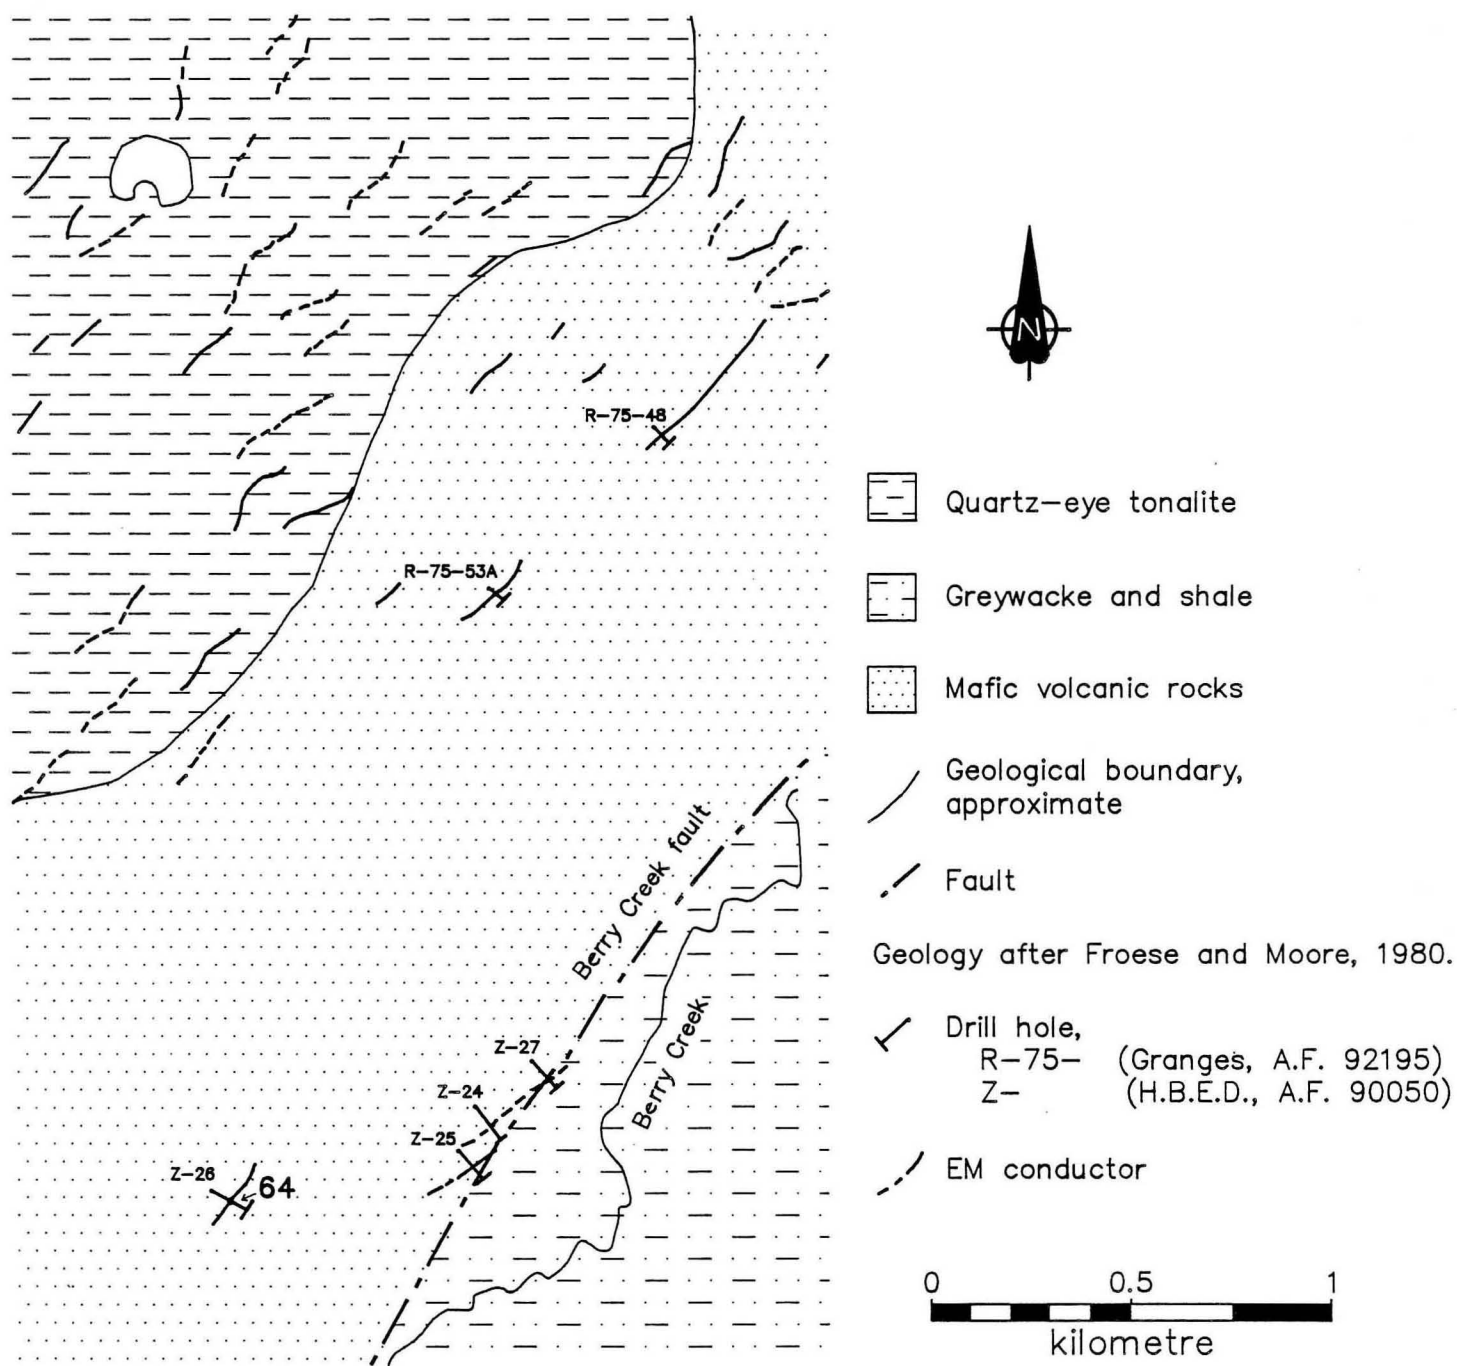 R-75-48
R-75-53A
Berry Creek fault
Z-27
Z-24
Z-25
Berry Creek
Z-26
64
N
Quartz-eye tonalite
Greywacke and shale
Mafic volcanic rocks
Geological boundary,
approximate
Fault
Geology after Froese and Moore, 1980.
Drill hole,
R-75- (Granges, A.F. 92195)
Z- (H.B.E.D., A.F. 90050)
EM conductor
0 0.5 1
kilometre